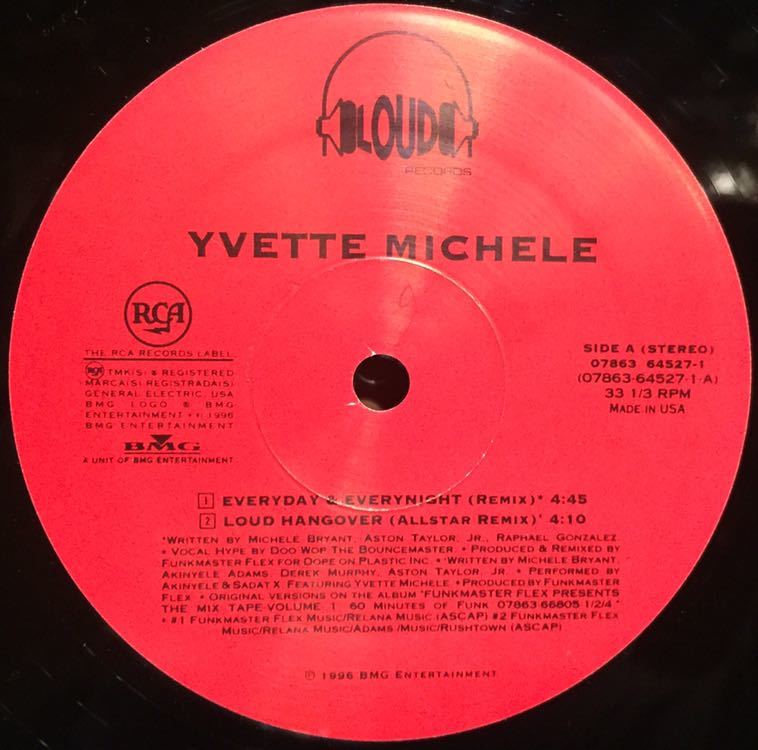 LOUD
RECORDS
YVETTE MICHELE
RCA
THE RCA RECORDS LABEL
RCA TMK(S) ® REGISTERED
MARCA(S) REGISTRADA(S)
GENERAL ELECTRIC, USA
BMG LOGO ® BMG
ENTERTAINMENT • © 1996
BMG ENTERTAINMENT
BMG
A UNIT OF BMG ENTERTAINMENT
SIDE A (STEREO)
07863 64527-1
(07863-64527-1-A)
33 1/3 RPM
MADE IN USA
1 EVERYDAY & EVERYNIGHT (REMIX)* 4:45
2 LOUD HANGOVER (ALLSTAR REMIX)' 4:10
*WRITTEN BY MICHELE BRYANT, ASTON TAYLOR, JR., RAPHAEL GONZALEZ.
• VOCAL HYPE BY DOO WOP THE BOUNCEMASTER. • PRODUCED & REMIXED BY
FUNKMASTER FLEX FOR DOPE ON PLASTIC INC. • 'WRITTEN BY MICHELE BRYANT,
AKINYELE ADAMS, DEREK MURPHY, ASTON TAYLOR, JR • PERFORMED BY
AKINYELE & SADAT X. FEATURING YVETTE MICHELE • PRODUCED BY FUNKMASTER
FLEX • ORIGINAL VERSIONS ON THE ALBUM "FUNKMASTER FLEX PRESENTS
THE MIX TAPE-VOLUME 1 60 MINUTES OF FUNK 07863 66805-1/2/4"
• #1 FUNKMASTER FLEX MUSIC/RELANA MUSIC (ASCAP) #2 FUNKMASTER FLEX
MUSIC/RELANA MUSIC/ADAMS /MUSIC/RUSHTOWN (ASCAP)
℗ 1996 BMG ENTERTAINMENT